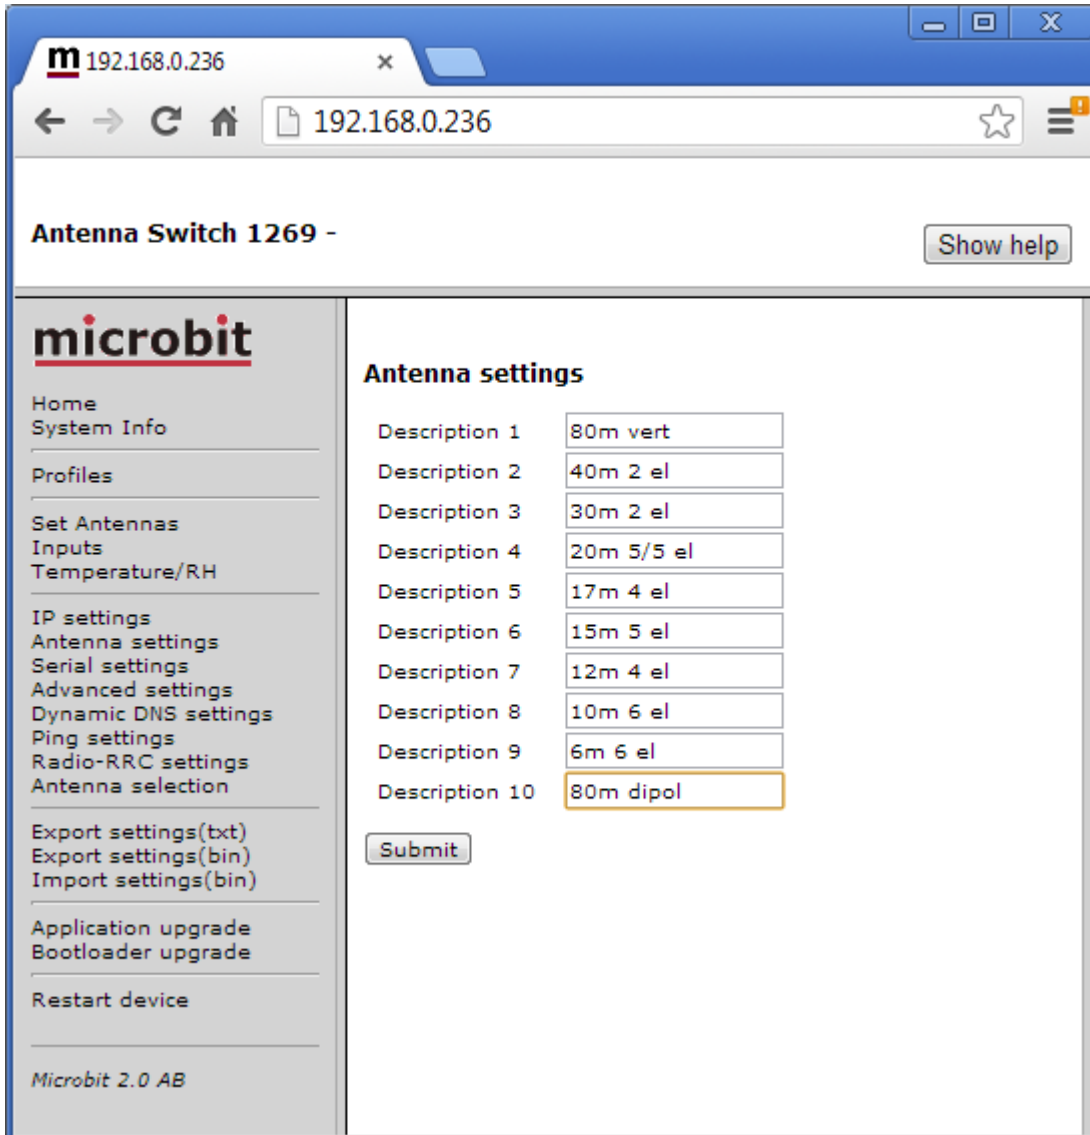 m 192.168.0.236
192.168.0.236
Antenna Switch 1269 -
Show help
microbit
Home
System Info
Profiles
Set Antennas
Inputs
Temperature/RH
IP settings
Antenna settings
Serial settings
Advanced settings
Dynamic DNS settings
Ping settings
Radio-RRC settings
Antenna selection
Export settings(txt)
Export settings(bin)
Import settings(bin)
Application upgrade
Bootloader upgrade
Restart device
Microbit 2.0 AB
Antenna settings
Description 1 80m vert
Description 2 40m 2 el
Description 3 30m 2 el
Description 4 20m 5/5 el
Description 5 17m 4 el
Description 6 15m 5 el
Description 7 12m 4 el
Description 8 10m 6 el
Description 9 6m 6 el
Description 10 80m dipol
Submit